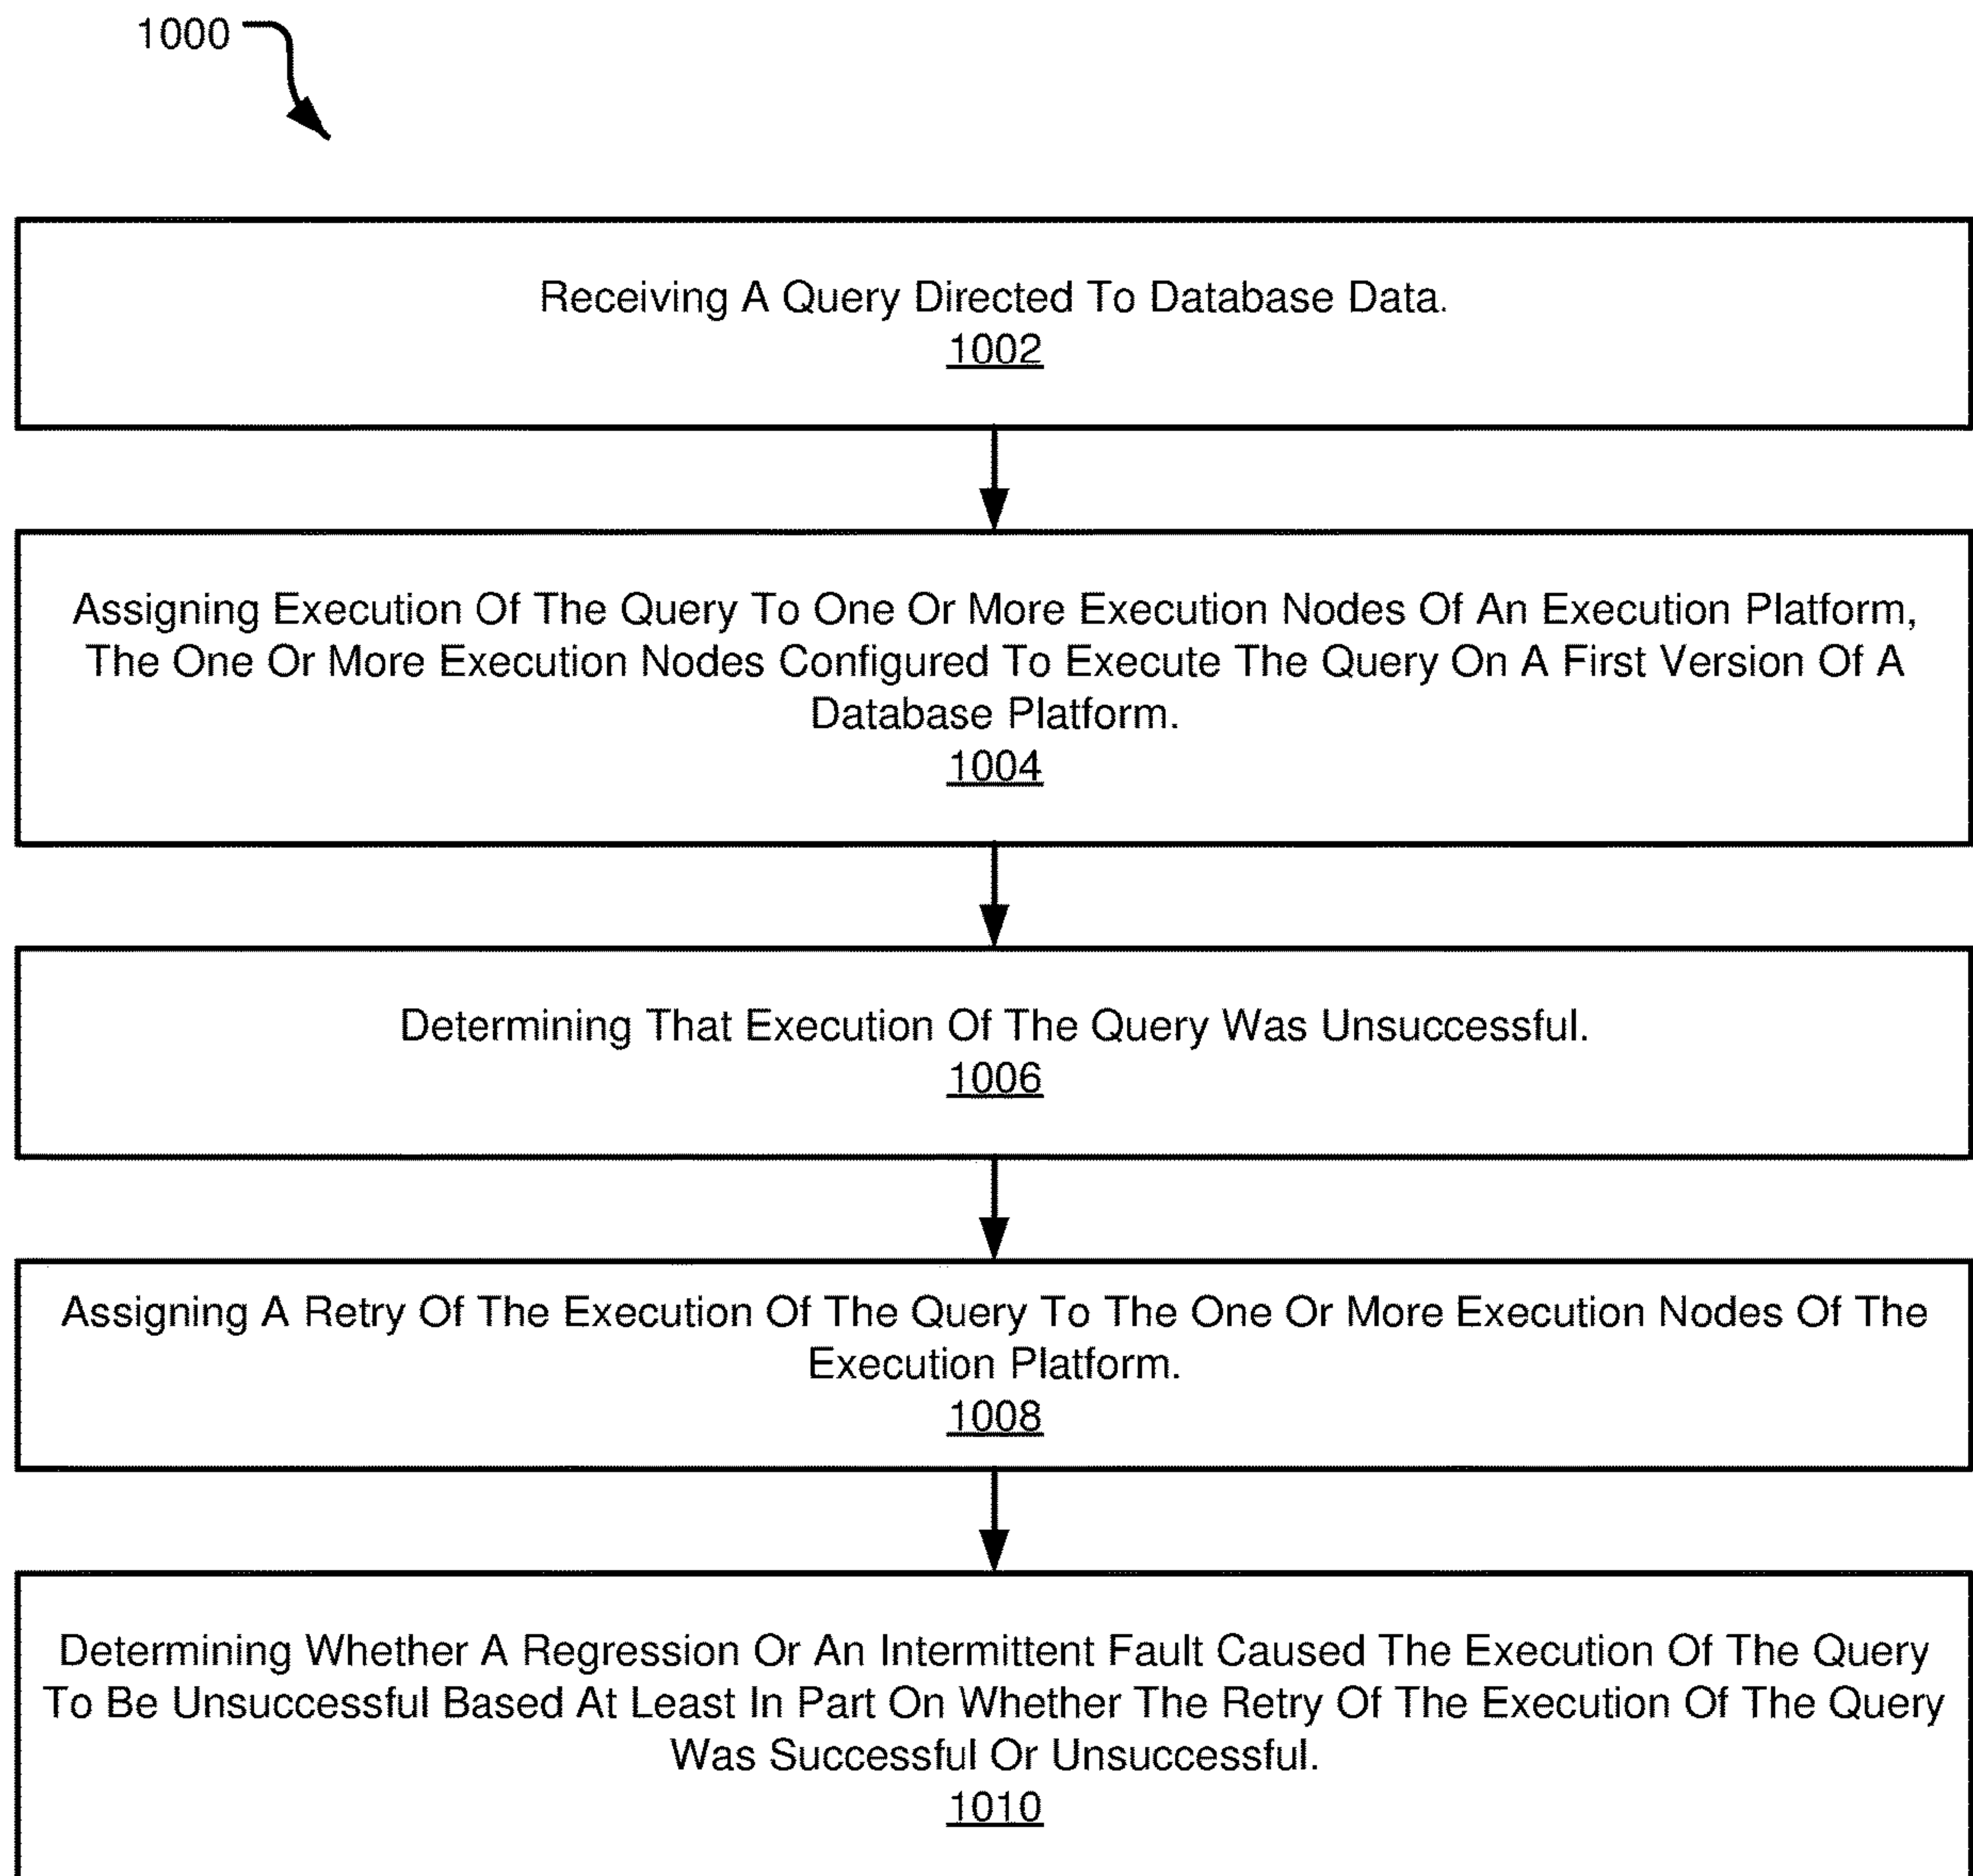 1000
Receiving A Query Directed To Database Data.
1002
Assigning Execution Of The Query To One Or More Execution Nodes Of An Execution Platform,
The One Or More Execution Nodes Configured To Execute The Query On A First Version Of A
Database Platform.
1004
Determining That Execution Of The Query Was Unsuccessful.
1006
Assigning A Retry Of The Execution Of The Query To The One Or More Execution Nodes Of The
Execution Platform.
1008
Determining Whether A Regression Or An Intermittent Fault Caused The Execution Of The Query
To Be Unsuccessful Based At Least In Part On Whether The Retry Of The Execution Of The Query
Was Successful Or Unsuccessful.
1010